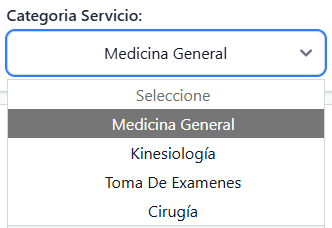 Categoria Servicio:
Medicina General
Seleccione
Medicina General
Kinesiología
Toma De Examenes
Cirugía